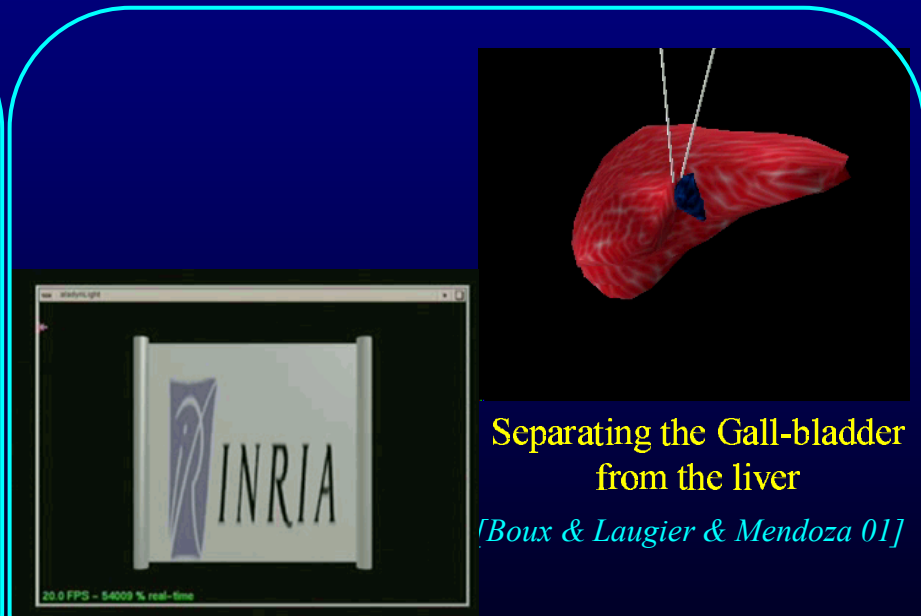 Separating the Gall-bladder
from the liver
[Boux & Laugier & Mendoza 01]
INRIA
20.0 FPS - 54009 % real-time